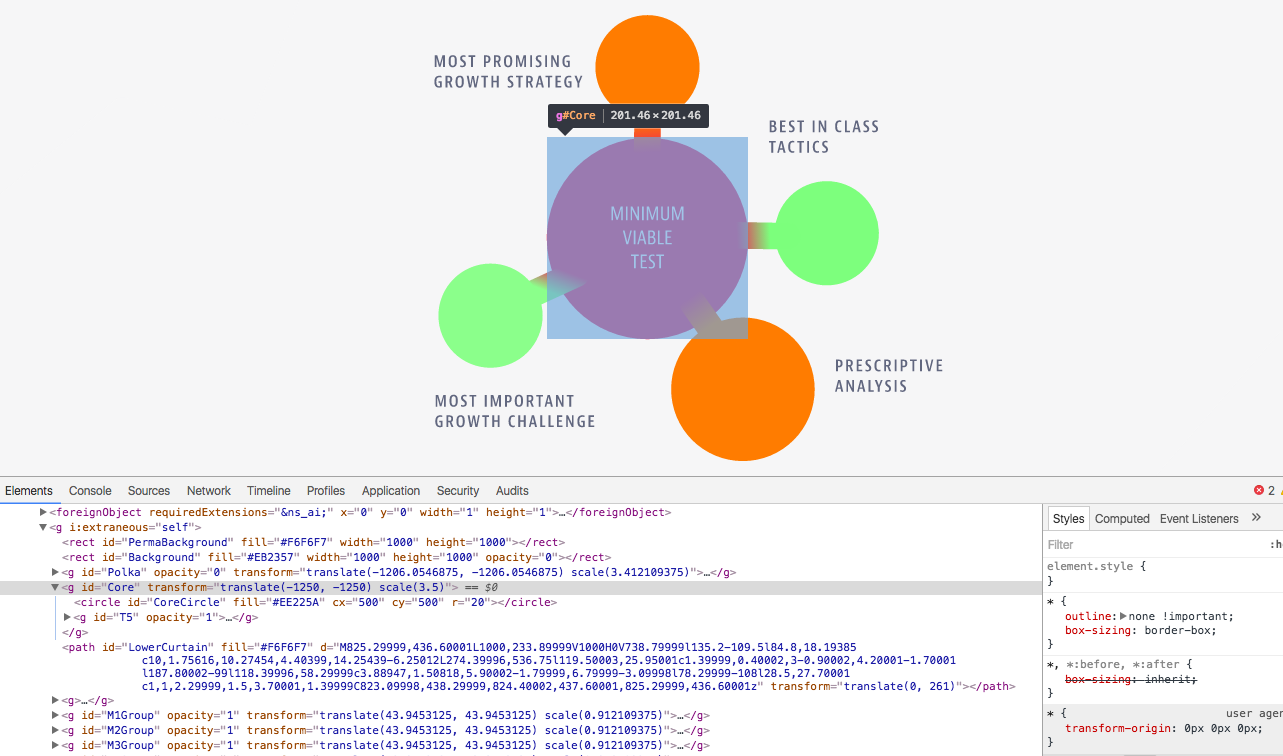 MOST PROMISING
GROWTH STRATEGY
g#Core 201.46 × 201.46
BEST IN CLASS
TACTICS
MINIMUM
VIABLE
TEST
PRESCRIPTIVE
ANALYSIS
MOST IMPORTANT
GROWTH CHALLENGE
Elements Console Sources Network Timeline Profiles Application Security Audits 2
<foreignObject requiredExtensions="&ns_ai;" x="0" y="0" width="1" height="1">…</foreignObject>
<g i:extraneous="self">
<rect id="PermaBackground" fill="#F6F6F7" width="1000" height="1000"></rect>
<rect id="Background" fill="#EB2357" width="1000" height="1000" opacity="0"></rect>
<g id="Polka" opacity="0" transform="translate(-1206.0546875, -1206.0546875) scale(3.412109375)">…</g>
<g id="Core" transform="translate(-1250, -1250) scale(3.5)"> == $0
<circle id="CoreCircle" fill="#EE225A" cx="500" cy="500" r="20"></circle>
<g id="T5" opacity="1">…</g>
</g>
<path id="LowerCurtain" fill="#F6F6F7" d="M825.29999,436.60001L1000,233.89999V1000H0V738.79999l135.2-109.5l84.8,18.19385
c10,1.75616,10.27454,4.40399,14.25439-6.25012L274.39996,536.75l119.50003,25.95001c1.39999,0.40002,3-0.90002,4.20001-1.70001
l187.80002-99l118.39996,58.29999c3.88947,1.50818,5.90002-1.79999,6.79999-3.09998l78.29999-108l28.5,27.70001
c1,1,2.29999,1.5,3.70001,1.39999C823.09998,438.29999,824.40002,437.60001,825.29999,436.60001z" transform="translate(0, 261)"></path>
<g>…</g>
<g id="M1Group" opacity="1" transform="translate(43.9453125, 43.9453125) scale(0.912109375)">…</g>
<g id="M2Group" opacity="1" transform="translate(43.9453125, 43.9453125) scale(0.912109375)">…</g>
<g id="M3Group" opacity="1" transform="translate(43.9453125, 43.9453125) scale(0.912109375)">…</g>
Styles Computed Event Listeners »
Filter
element.style {
}
* {
outline: none !important;
box-sizing: border-box;
}
*, *:before, *:after {
box-sizing: inherit;
}
* { user agen
transform-origin: 0px 0px 0px;
}